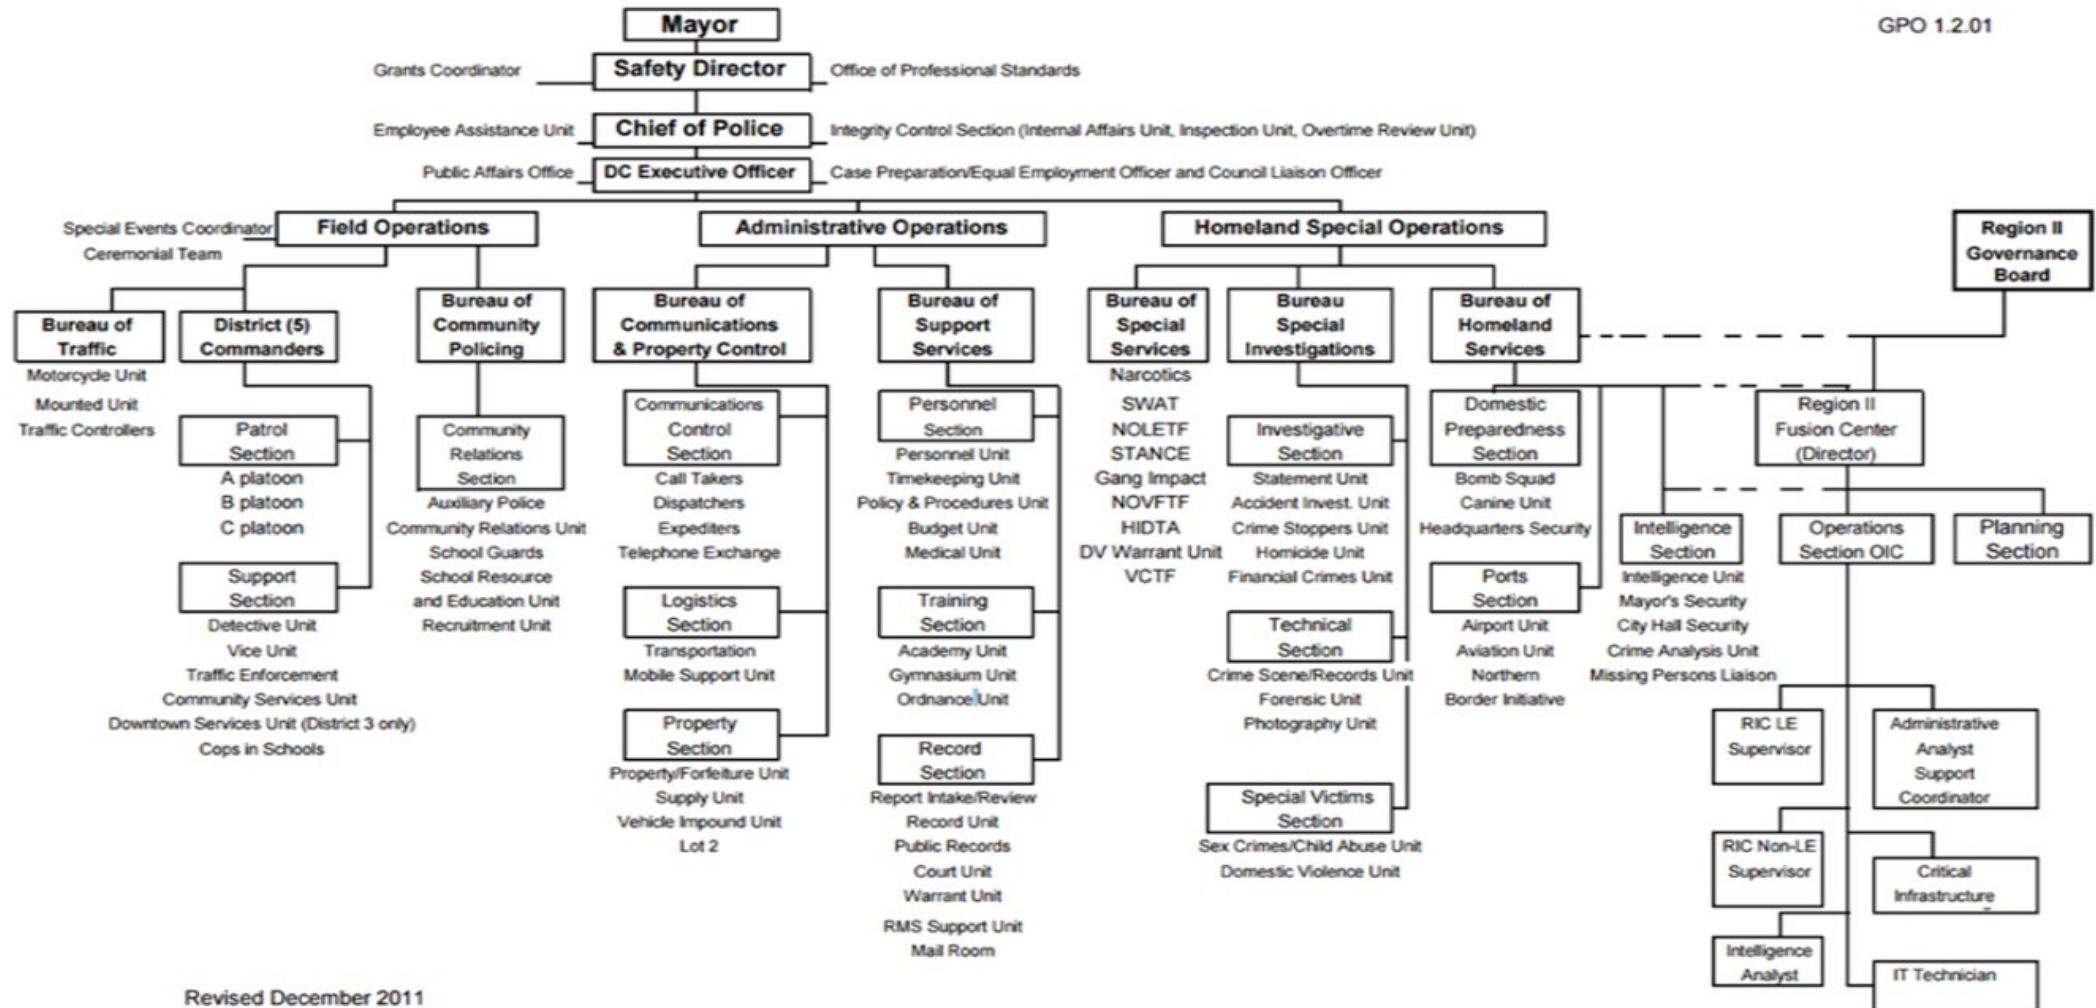 Mayor
GPO 1.2.01
Grants Coordinator
Safety Director
Office of Professional Standards
Employee Assistance Unit
Chief of Police
Integrity Control Section (Internal Affairs Unit, Inspection Unit, Overtime Review Unit)
Public Affairs Office
DC Executive Officer
Case Preparation/Equal Employment Officer and Council Liaison Officer
Special Events Coordinator
Ceremonial Team
Field Operations
Administrative Operations
Homeland Special Operations
Region II
Governance
Board
Bureau of
Traffic
Motorcycle Unit
Mounted Unit
Traffic Controllers
District (5)
Commanders
Patrol
Section
A platoon
B platoon
C platoon
Support
Section
Detective Unit
Vice Unit
Traffic Enforcement
Community Services Unit
Downtown Services Unit (District 3 only)
Cops in Schools
Bureau of
Community
Policing
Community
Relations
Section
Auxiliary Police
Community Relations Unit
School Guards
School Resource
and Education Unit
Recruitment Unit
Bureau of
Communications
& Property Control
Communications
Control
Section
Call Takers
Dispatchers
Expediters
Telephone Exchange
Logistics
Section
Transportation
Mobile Support Unit
Property
Section
Property/Forfeiture Unit
Supply Unit
Vehicle Impound Unit
Lot 2
Bureau of
Support
Services
Personnel
Section
Personnel Unit
Timekeeping Unit
Policy & Procedures Unit
Budget Unit
Medical Unit
Training
Section
Academy Unit
Gymnasium Unit
Ordnance Unit
Record
Section
Report Intake/Review
Record Unit
Public Records
Court Unit
Warrant Unit
RMS Support Unit
Mail Room
Bureau of
Special
Services
Narcotics
SWAT
NOLETF
STANCE
Gang Impact
NOVFTF
HIDTA
DV Warrant Unit
VCTF
Bureau
Special
Investigations
Investigative
Section
Statement Unit
Accident Invest. Unit
Crime Stoppers Unit
Homicide Unit
Financial Crimes Unit
Technical
Section
Crime Scene/Records Unit
Forensic Unit
Photography Unit
Special Victims
Section
Sex Crimes/Child Abuse Unit
Domestic Violence Unit
Bureau of
Homeland
Services
Domestic
Preparedness
Section
Bomb Squad
Canine Unit
Headquarters Security
Ports
Section
Airport Unit
Aviation Unit
Northern
Border Initiative
Intelligence
Section
Intelligence Unit
Mayor's Security
City Hall Security
Crime Analysis Unit
Missing Persons Liaison
Region II
Fusion Center
(Director)
Operations
Section OIC
Planning
Section
RIC LE
Supervisor
Administrative
Analyst
Support
Coordinator
RIC Non-LE
Supervisor
Critical
Infrastructure
Intelligence
Analyst
IT Technician
Revised December 2011